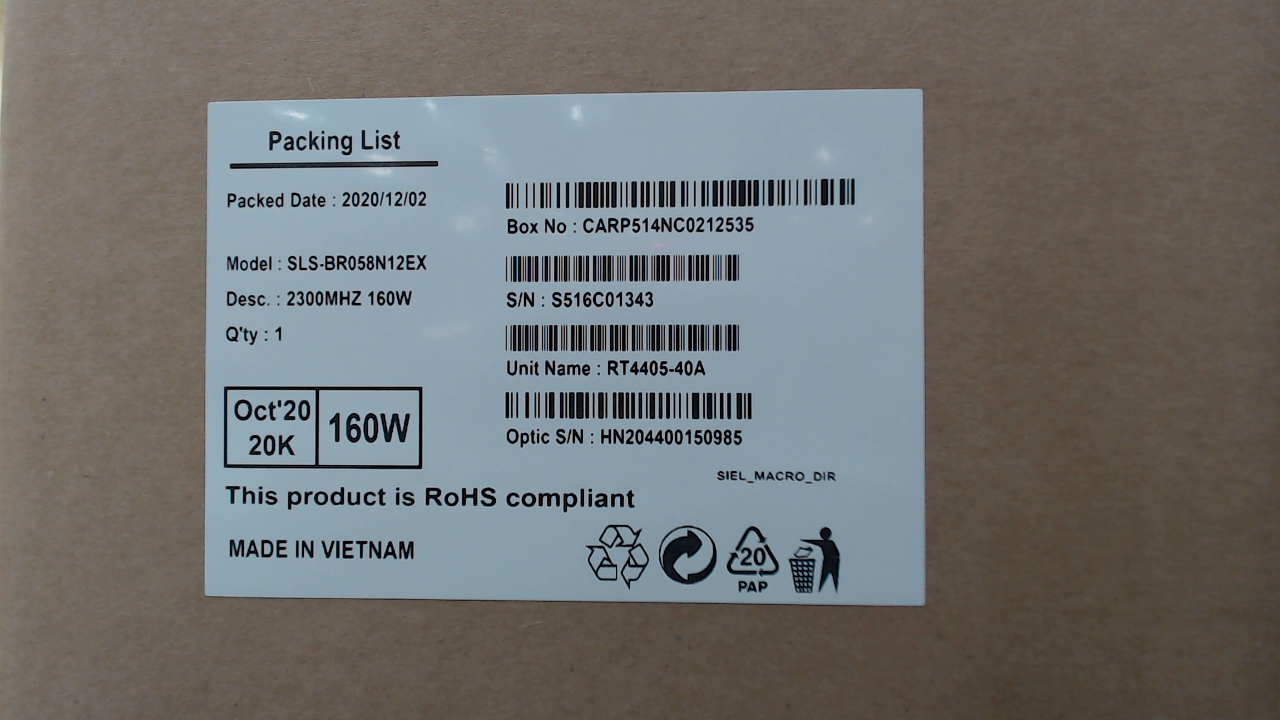 Packing List
Packed Date : 2020/12/02
Model : SLS-BR058N12EX
Desc. : 2300MHZ 160W
Q'ty : 1
Box No : CARP514NC0212535
S/N : S516C01343
Unit Name : RT4405-40A
Optic S/N : HN204400150985
Oct'20
20K
160W
SIEL_MACRO_DIR
This product is RoHS compliant
MADE IN VIETNAM
20
PAP